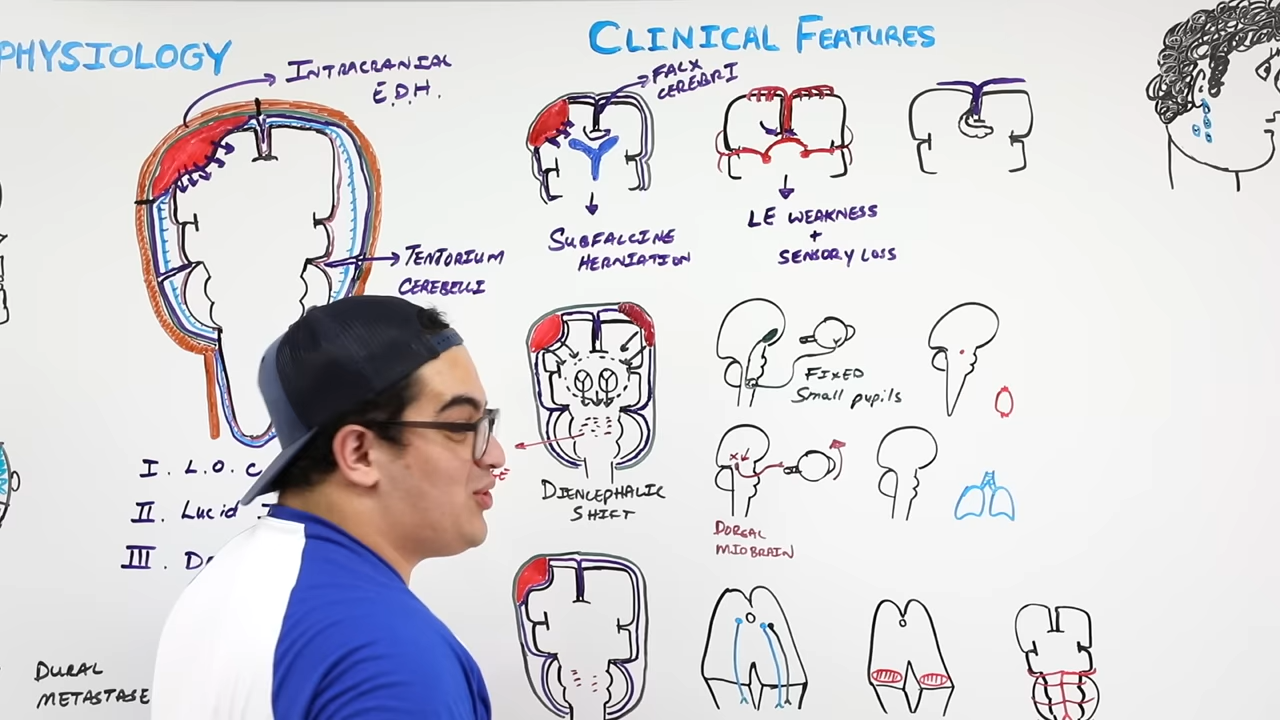 PHYSIOLOGY
CLINICAL FEATURES
INTRACRANIAL
E.D.H.
TENTORIUM
CEREBELLI
I. L.O.C
II. Lucid
III.
DURAL
METASTASE
FALX
CEREBRI
SUBFALCINE
HERNIATION
LE WEAKNESS
+
SENSORY LOSS
DIENCEPHALIC
SHIFT
FIXED
Small pupils
DORSAL
MIDBRAIN